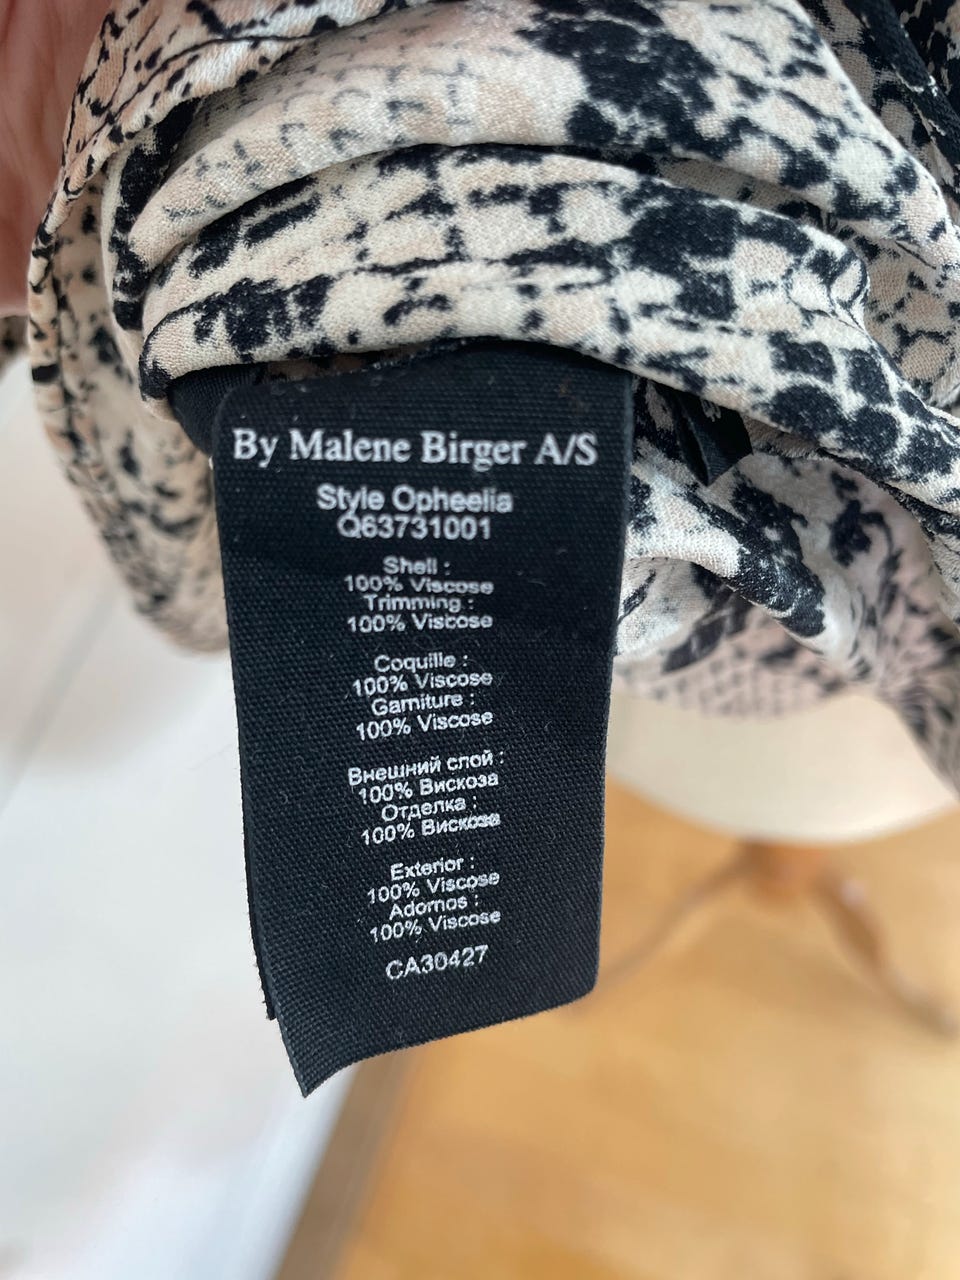 By Malene Birger A/S
Style Opheelia
Q63731001
Shell :
100% Viscose
Trimming :
100% Viscose
Coquille :
100% Viscose
Garniture :
100% Viscose
Внешний слой :
100% Вискоза
Отделка :
100% Вискоза
Exterior :
100% Viscose
Adornos :
100% Viscose
CA30427